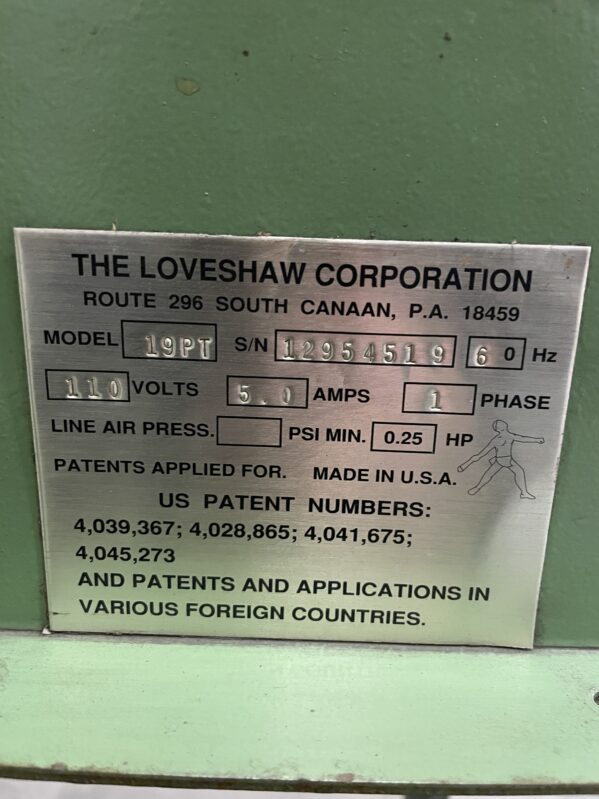 THE LOVESHAW CORPORATION
ROUTE 296 SOUTH CANAAN, P.A. 18459
MODEL 19PT S/N 12954519 60 Hz
110 VOLTS 5.0 AMPS 1 PHASE
LINE AIR PRESS. PSI MIN. 0.25 HP
PATENTS APPLIED FOR. MADE IN U.S.A.
US PATENT NUMBERS:
4,039,367; 4,028,865; 4,041,675;
4,045,273
AND PATENTS AND APPLICATIONS IN
VARIOUS FOREIGN COUNTRIES.